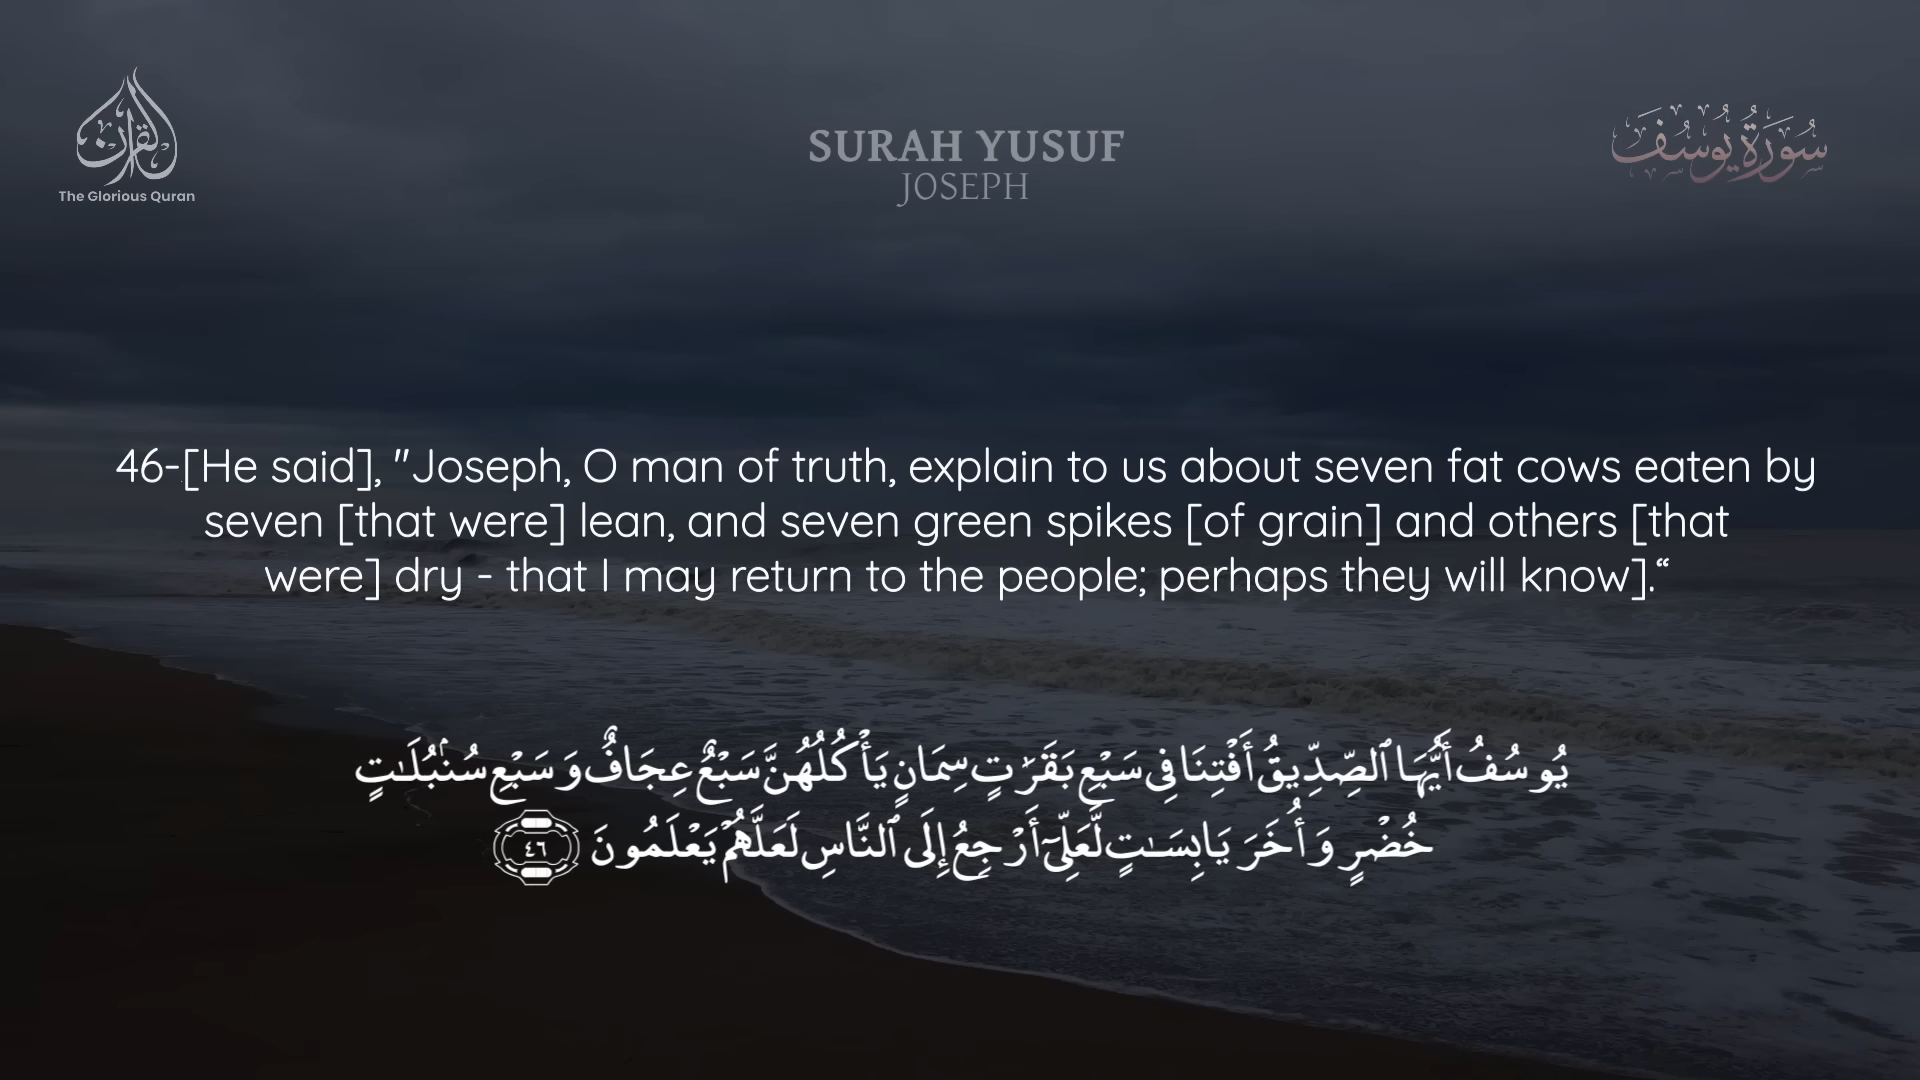 القرآن
The Glorious Quran
SURAH YUSUF
JOSEPH
سُورَةُ يُوسُفَ
46-[He said], "Joseph, O man of truth, explain to us about seven fat cows eaten by
seven [that were] lean, and seven green spikes [of grain] and others [that
were] dry - that I may return to the people; perhaps they will know].“
يُوسُفُ أَيُّهَا ٱلصِّدِّيقُ أَفْتِنَا فِى سَبْعِ بَقَرَٰتٍ سِمَانٍ يَأْكُلُهُنَّ سَبْعٌ عِجَافٌ وَسَبْعِ سُنۢبُلَـٰتٍ
خُضْرٍ وَأُخَرَ يَابِسَـٰتٍ لَّعَلِّىٓ أَرْجِعُ إِلَى ٱلنَّاسِ لَعَلَّهُمْ يَعْلَمُونَ ٤٦